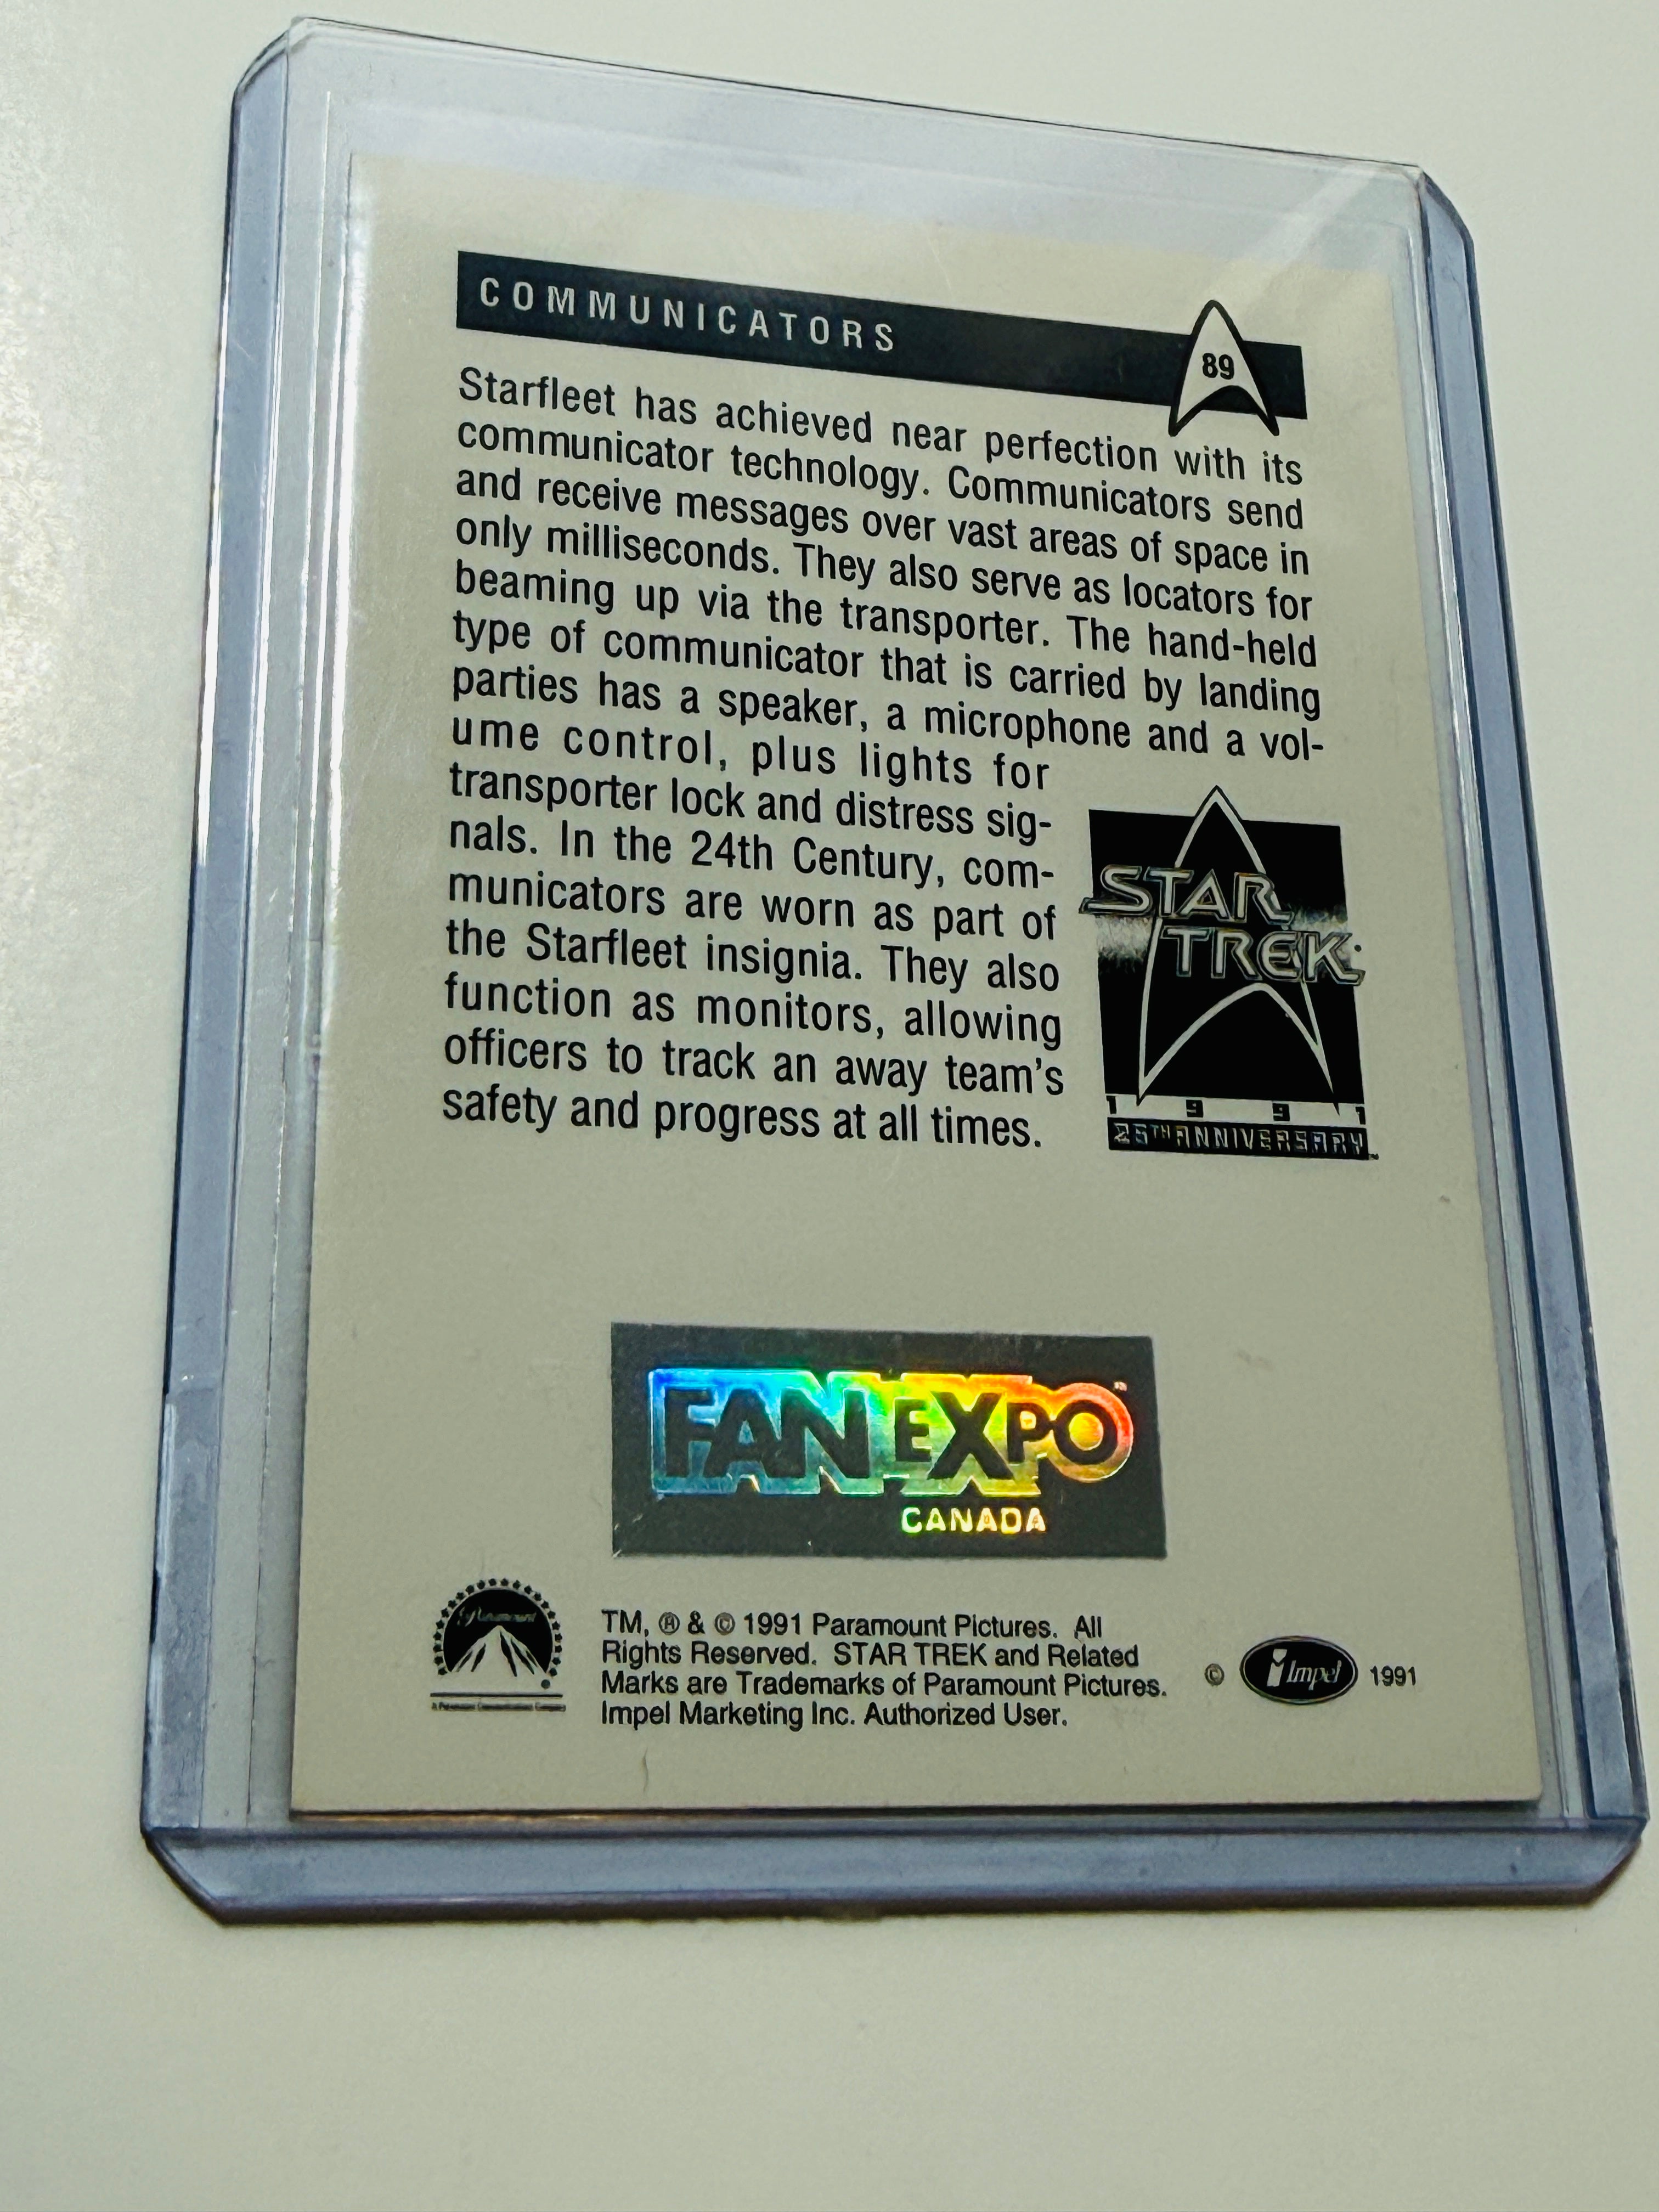 COMMUNICATORS
89
Starfleet has achieved near perfection with its
communicator technology. Communicators send
and receive messages over vast areas of space in
only milliseconds. They also serve as locators for
beaming up via the transporter. The hand-held
type of communicator that is carried by landing
parties has a speaker, a microphone and a vol-
ume control, plus lights for
transporter lock and distress sig-
nals. In the 24th Century, com-
municators are worn as part of
the Starfleet insignia. They also
function as monitors, allowing
officers to track an away team's
safety and progress at all times.
STAR
TREK
1 9 9 1
25TH ANNIVERSARY™
FAN EXPO™
CANADA
Paramount
A Paramount Communications Company
TM, ® & © 1991 Paramount Pictures. All
Rights Reserved. STAR TREK and Related
Marks are Trademarks of Paramount Pictures.
Impel Marketing Inc. Authorized User.
© Impel 1991